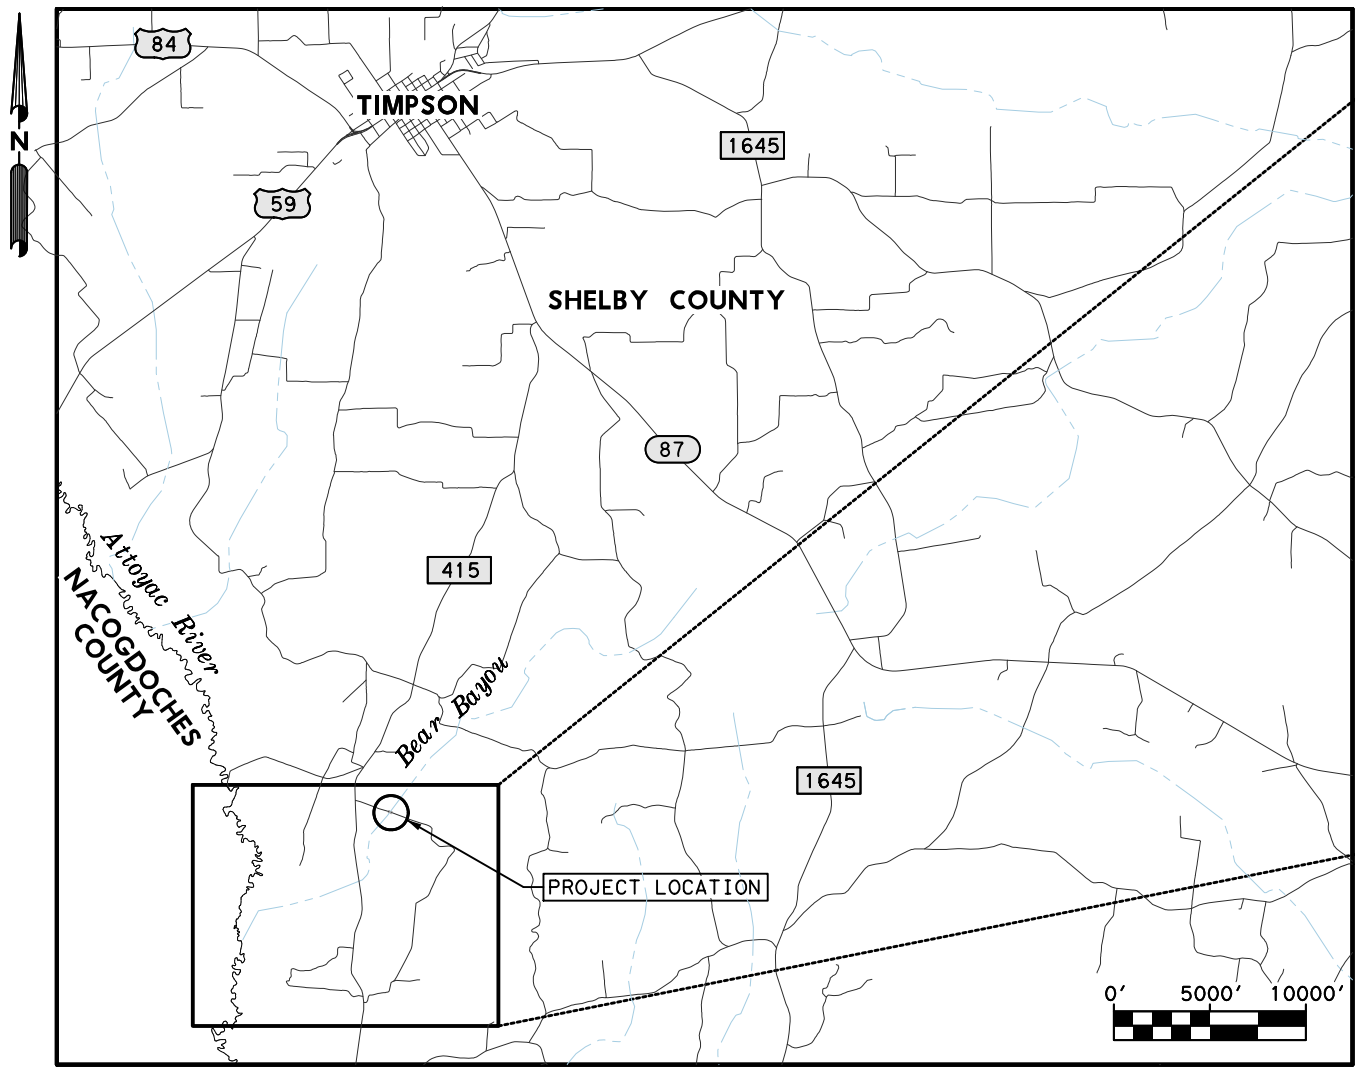 84
TIMPSON
N
1645
59
SHELBY COUNTY
87
Attoyac River
415
NACOGDOCHES
COUNTY
Bear Bayou
1645
PROJECT LOCATION
0' 5000' 10000'